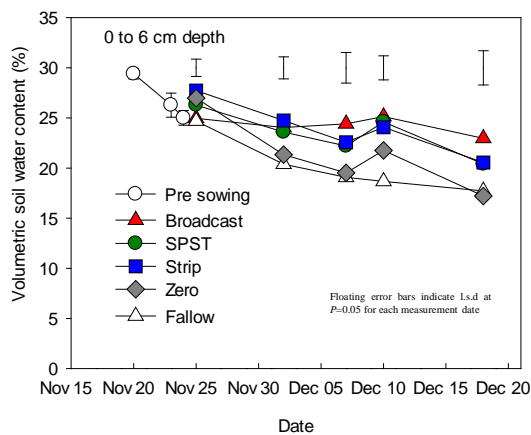 0 to 6 cm depth
Volumetric soil water content (%)
40
35
30
25
20
15
10
5
0
Pre sowing
Broadcast
SPST
Strip
Zero
Fallow
Floating error bars indicate l.s.d at
P=0.05 for each measurement date
Nov 15 Nov 20 Nov 25 Nov 30 Dec 05 Dec 10 Dec 15 Dec 20
Date